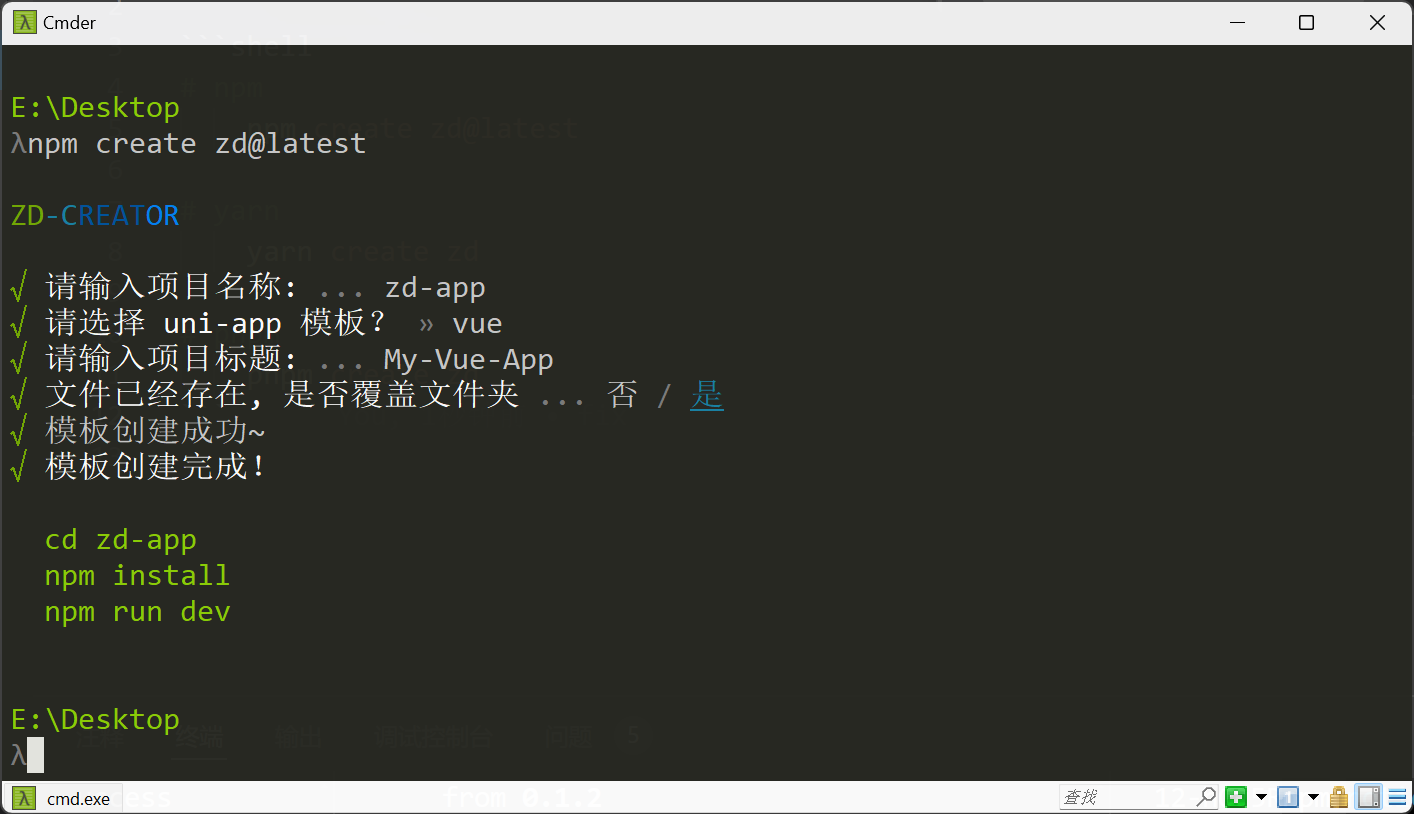 Cmder
E:\Desktop
λnpm create zd@latest
ZD-CREATOR
√ 请输入项目名称: ... zd-app
√ 请选择 uni-app 模板? » vue
√ 请输入项目标题: ... My-Vue-App
√ 文件已经存在, 是否覆盖文件夹 ... 否 / 是
√ 模板创建成功~
√ 模板创建完成!
cd zd-app
npm install
npm run dev
E:\Desktop
λ
cmd.exe
查找